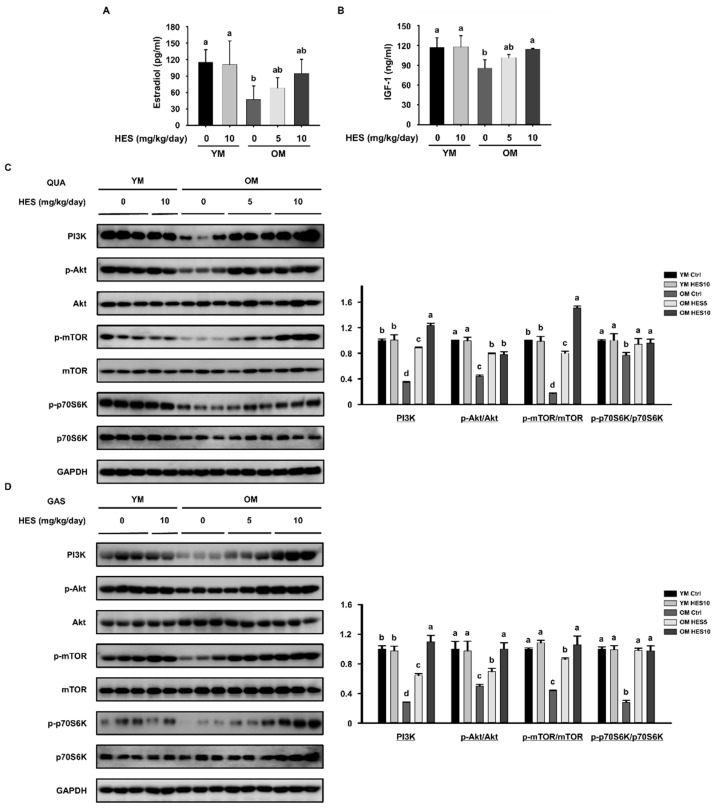 A
Estradiol (pg/ml)
180
150
120
90
60
30
0
a
a
b
ab
ab
HES (mg/kg/day)
0 10 0 5 10
YM OM
B
IGF-1 (ng/ml)
150
120
90
60
30
0
a
a
b
ab
a
HES (mg/kg/day)
0 10 0 5 10
YM OM
C
QUA YM OM
HES (mg/kg/day) 0 10 0 5 10
PI3K
p-Akt
Akt
p-mTOR
mTOR
p-p70S6K
p70S6K
GAPDH
YM Ctrl
YM HES10
OM Ctrl
OM HES5
OM HES10
1.6
1.2
0.8
0.4
0
b b d c a
a a c b b
b b d c a
a a b a a
PI3K p-Akt/Akt p-mTOR/mTOR p-p70S6K/p70S6K
D
GAS YM OM
HES (mg/kg/day) 0 10 0 5 10
PI3K
p-Akt
Akt
p-mTOR
mTOR
p-p70S6K
p70S6K
GAPDH
YM Ctrl
YM HES10
OM Ctrl
OM HES5
OM HES10
1.6
1.2
0.8
0.4
0
b b d c a
a a c b a
a a c b a
a a b a a
PI3K p-Akt/Akt p-mTOR/mTOR p-p70S6K/p70S6K